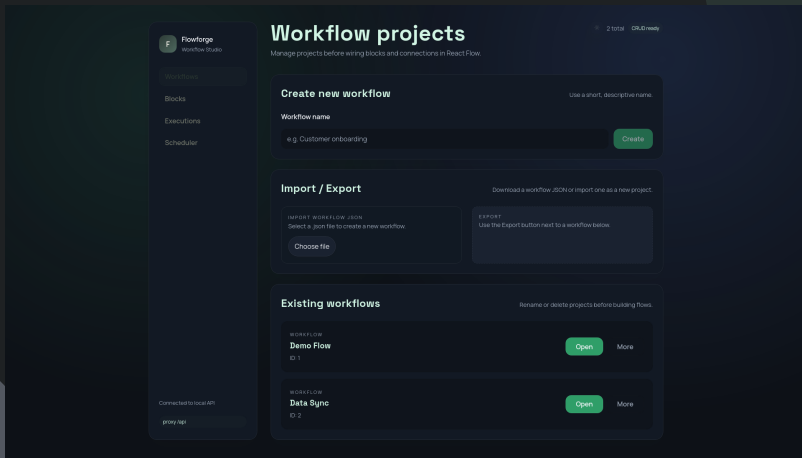 F
Flowforge
Workflow Studio
Workflows
Blocks
Executions
Scheduler
Connected to local API
proxy /api
Workflow projects
Manage projects before wiring blocks and connections in React Flow.
2 total
CRUD ready
Create new workflow
Use a short, descriptive name.
Workflow name
e.g. Customer onboarding
Create
Import / Export
Download a workflow JSON or import one as a new project.
IMPORT WORKFLOW JSON
Select a .json file to create a new workflow.
Choose file
EXPORT
Use the Export button next to a workflow below.
Existing workflows
Rename or delete projects before building flows.
WORKFLOW
Demo Flow
ID: 1
Open
More
WORKFLOW
Data Sync
ID: 2
Open
More